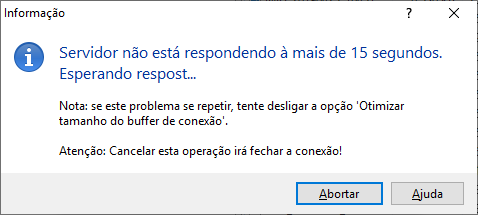 Informação
Servidor não está respondendo à mais de 15 segundos.
Esperando respost...
Nota: se este problema se repetir, tente desligar a opção 'Otimizar
tamanho do buffer de conexão'.
Atenção: Cancelar esta operação irá fechar a conexão!
Abortar
Ajuda